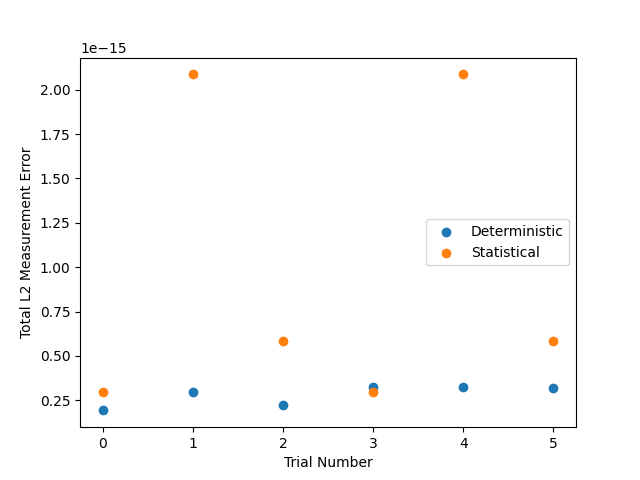 1e−15
2.00
1.75
1.50
1.25
1.00
0.75
0.50
0.25
Total L2 Measurement Error
Deterministic
Statistical
0 1 2 3 4 5
Trial Number